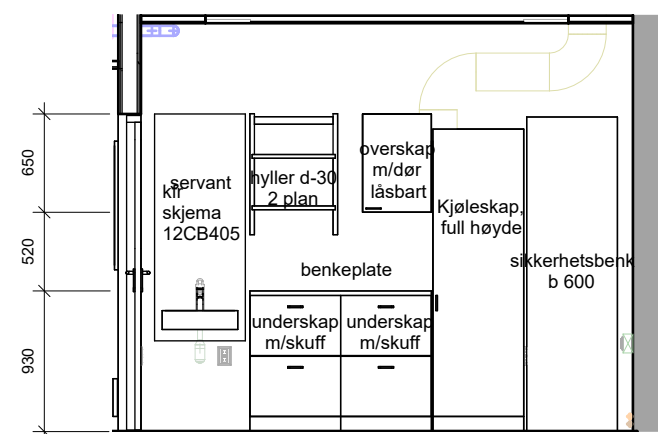 650
520
930
servant
kfr
skjema
12CB405
hyller d-30
2 plan
overskap
m/dør
låsbart
Kjøleskap,
full høyde
sikkerhetsbenk
b 600
benkeplate
underskap
m/skuff
underskap
m/skuff